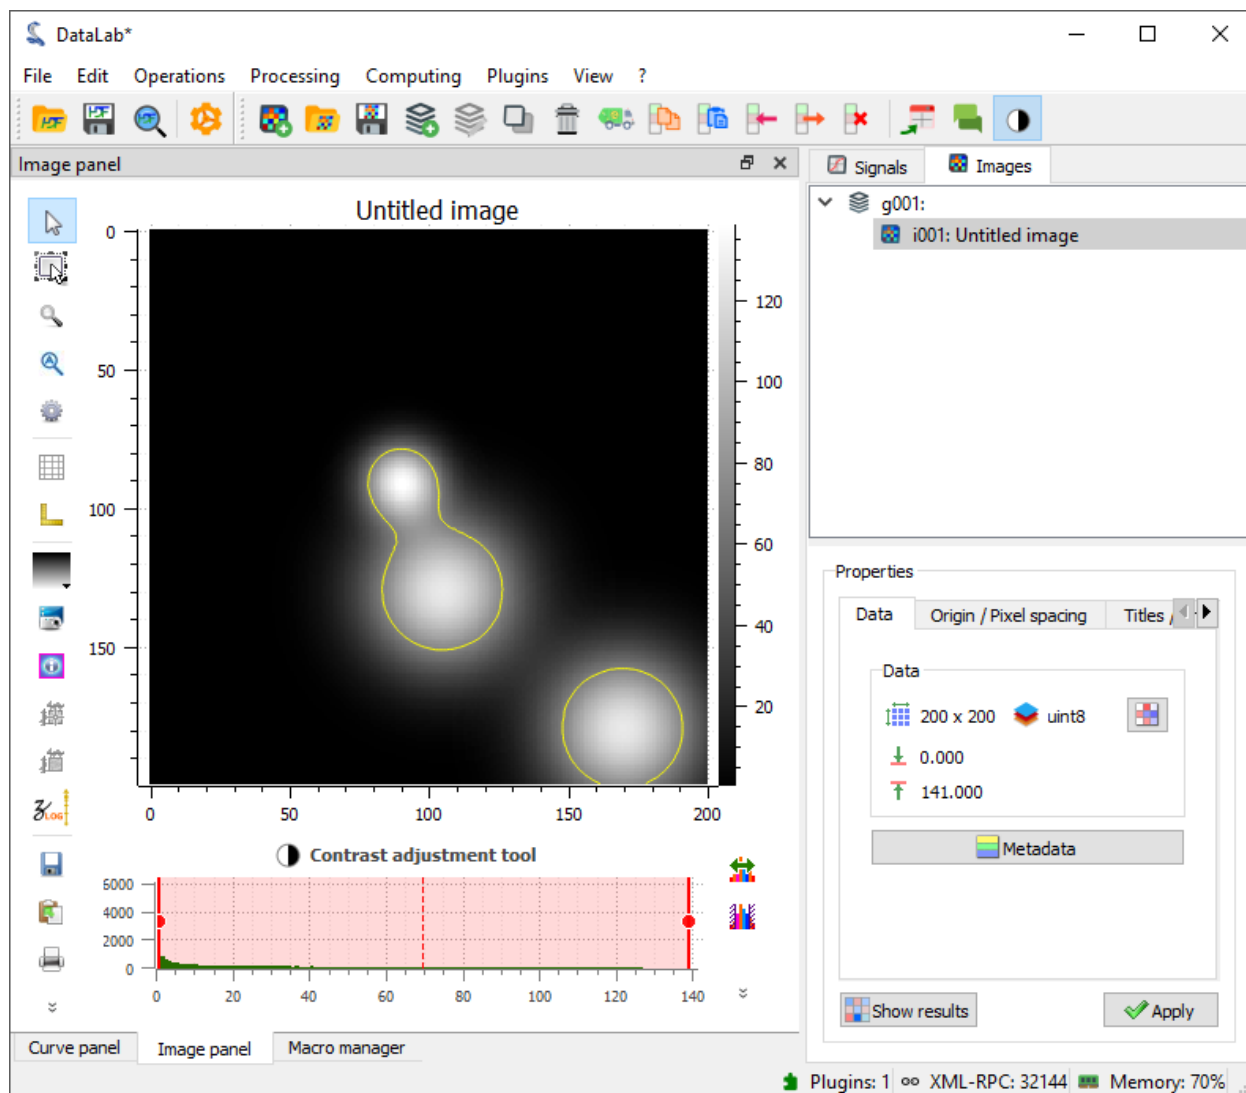 DataLab*
File Edit Operations Processing Computing Plugins View ?
Image panel
Signals Images
g001:
i001: Untitled image
Untitled image
0
50
100
150
0 50 100 150 200
120
100
80
60
40
20
Contrast adjustment tool
6000
4000
2000
0
0 20 40 60 80 100 120 140
Properties
Data Origin / Pixel spacing Titles /
Data
200 x 200 uint8
0.000
141.000
Metadata
Show results Apply
Curve panel Image panel Macro manager
Plugins: 1 XML-RPC: 32144 Memory: 70%